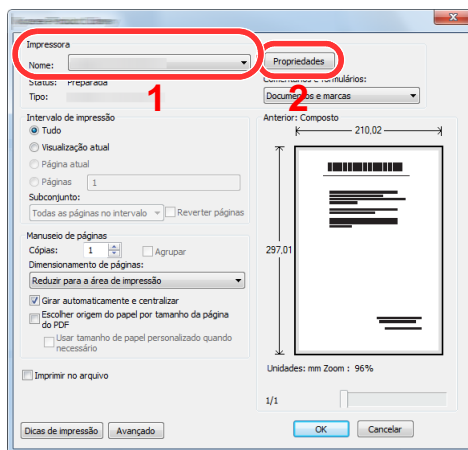 Impressora
Nome:
Propriedades
Status: Preparada
Comentários e formulários:
Tipo:
1
2
Documentos e marcas
Intervalo de impressão
Tudo
Visualização atual
Página atual
Páginas 1
Subconjunto:
Todas as páginas no intervalo
Reverter páginas
Manuseio de páginas
Cópias: 1
Agrupar
Dimensionamento de páginas:
Reduzir para a área de impressão
Girar automaticamente e centralizar
Escolher origem do papel por tamanho da página
do PDF
Usar tamanho de papel personalizado quando
necessário
Imprimir no arquivo
Anterior: Composto
210,02
297,01
Unidades: mm Zoom : 96%
1/1
Dicas de impressão
Avançado
OK
Cancelar